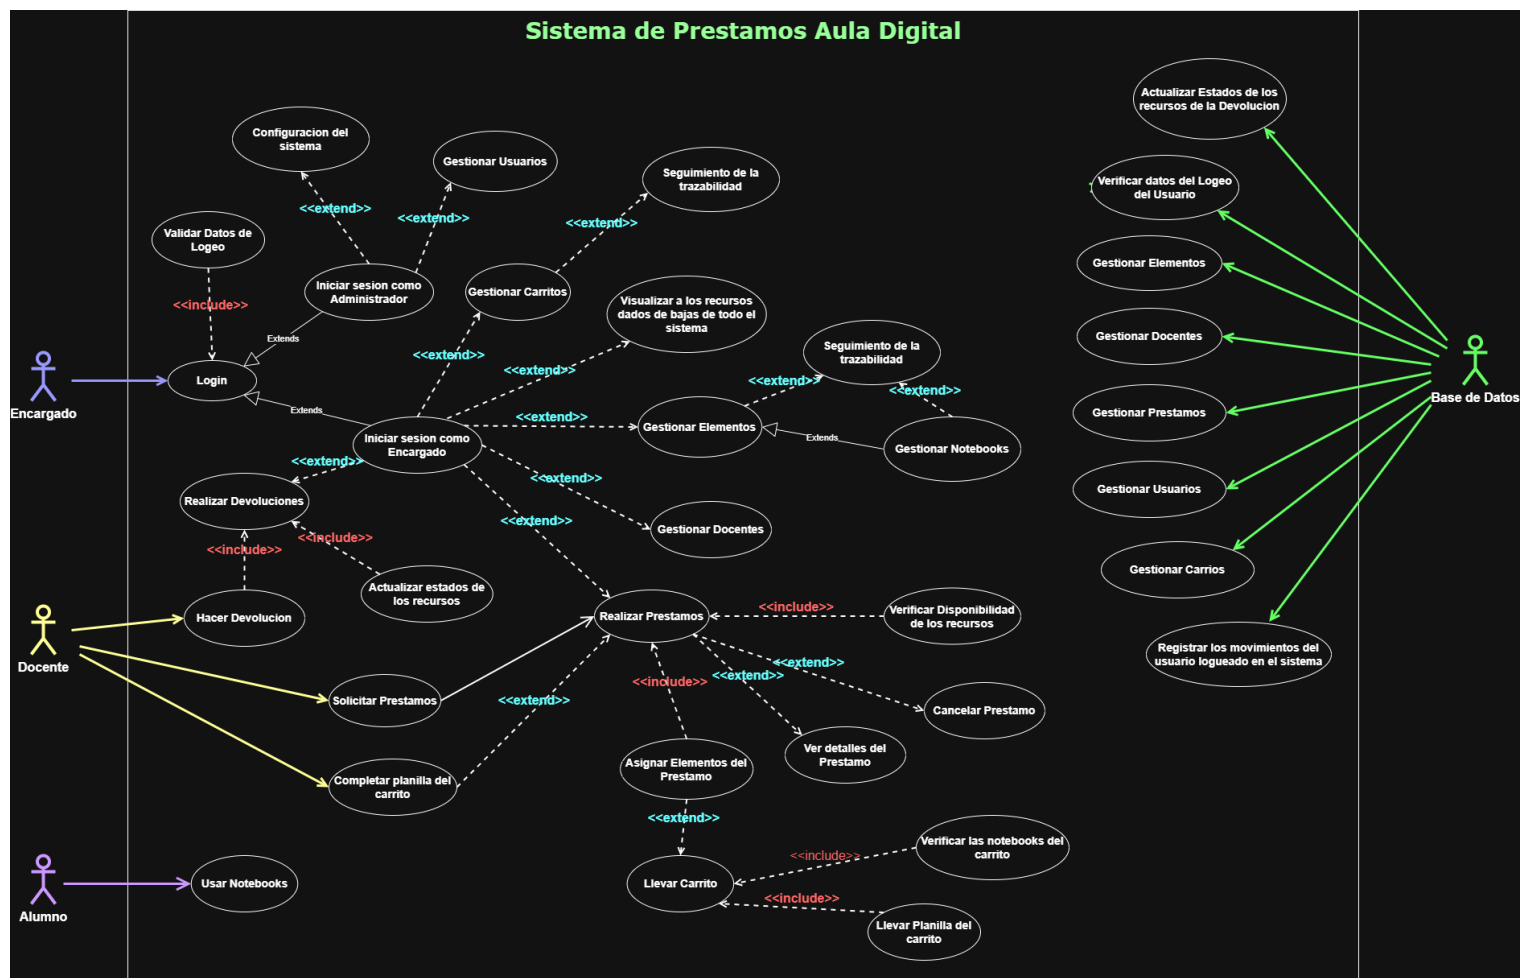 Sistema de Prestamos Aula Digital
Configuracion del
sistema
Gestionar Usuarios
Seguimiento de la
trazabilidad
Actualizar Estados de los
recursos de la Devolucion
Verificar datos del Logeo
del Usuario
<<extend>>
<<extend>>
<<extend>>
Validar Datos de
Logeo
Gestionar Elementos
Iniciar sesion como
Administrador
Gestionar Carritos
<<include>>
Visualizar a los recursos
dados de bajas de todo el
sistema
Extends
Gestionar Docentes
Seguimiento de la
trazabilidad
<<extend>>
<<extend>>
<<extend>>
<<extend>>
Login
Encargado
Base de Datos
Extends
<<extend>>
Gestionar Prestamos
Iniciar sesion como
Encargado
Gestionar Elementos
Extends
Gestionar Notebooks
<<extend>>
<<extend>>
Gestionar Usuarios
Realizar Devoluciones
<<extend>>
Gestionar Docentes
<<include>>
<<include>>
Gestionar Carrios
Actualizar estados de
los recursos
Hacer Devolucion
Realizar Prestamos
<<include>>
Verificar Disponibilidad
de los recursos
Docente
Registrar los movimientos del
usuario logueado en el sistema
<<extend>>
<<extend>>
<<include>>
Solicitar Prestamos
<<extend>>
Cancelar Prestamo
Ver detalles del
Prestamo
Asignar Elementos del
Prestamo
Completar planilla del
carrito
<<extend>>
Verificar las notebooks del
carrito
<<include>>
Usar Notebooks
Llevar Carrito
<<include>>
Alumno
Llevar Planilla del
carrito